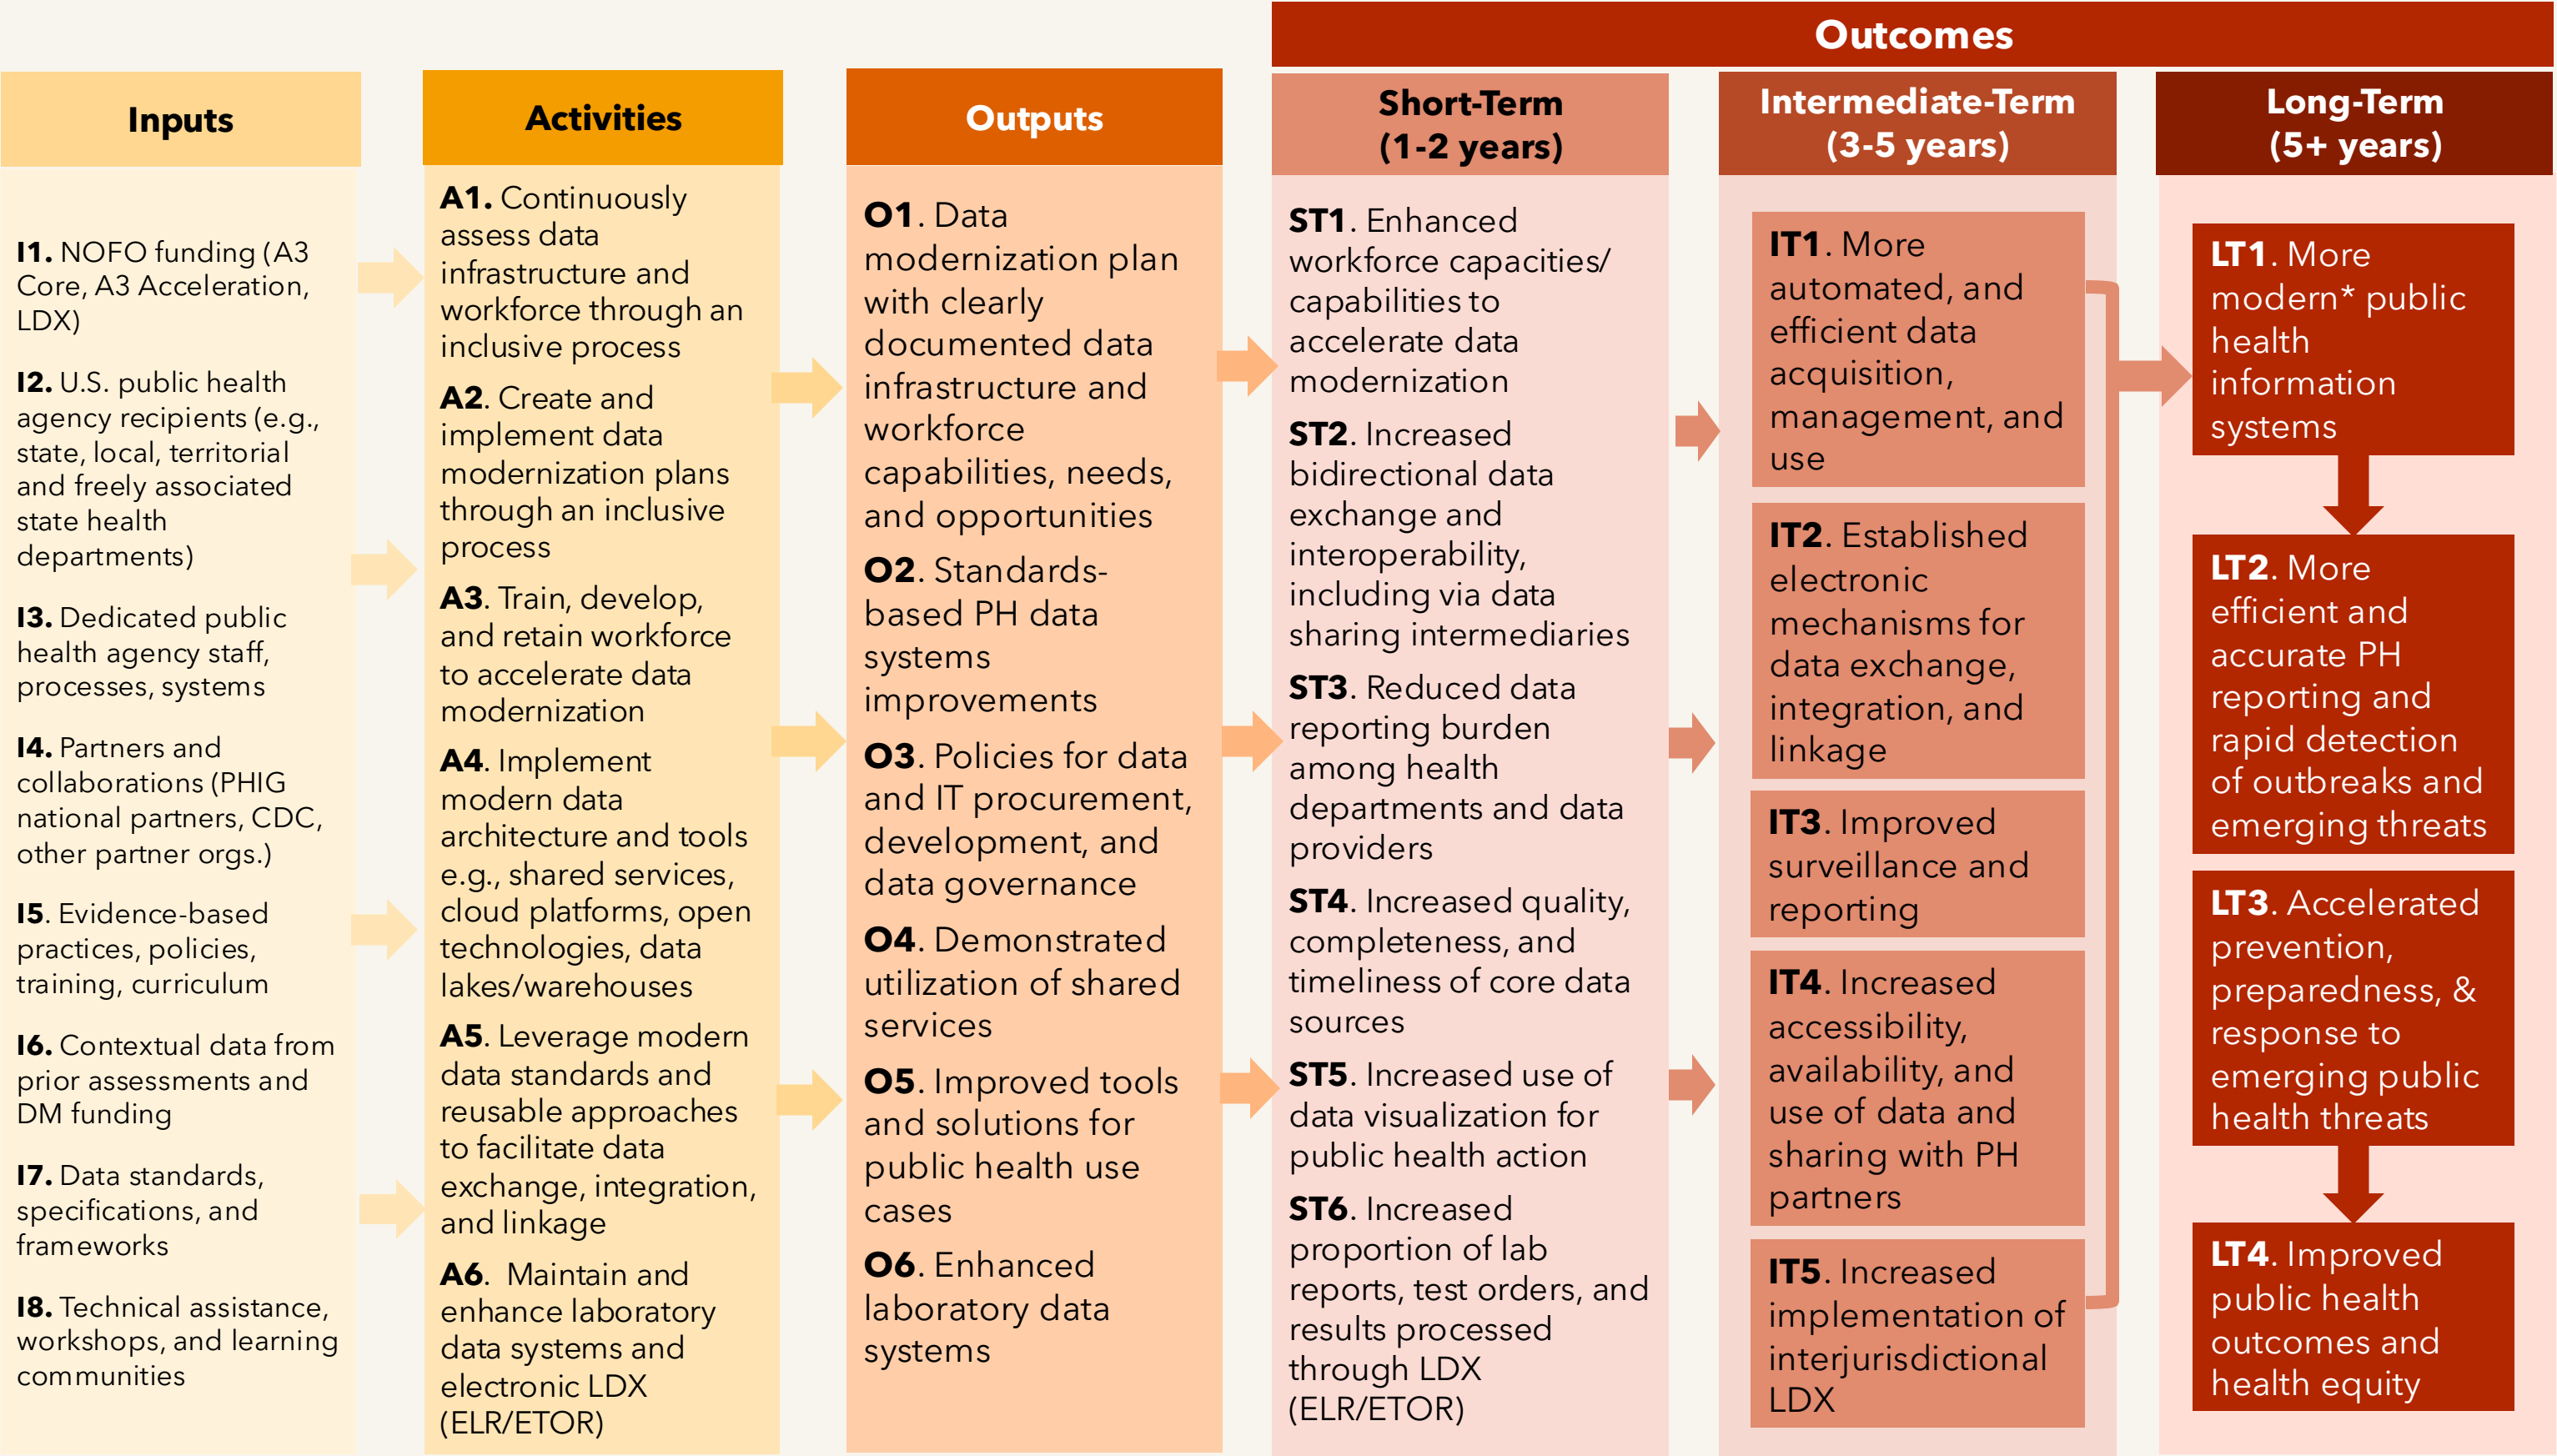 Outcomes
Inputs
Activities
Outputs
Short-Term
(1-2 years)
Intermediate-Term
(3-5 years)
Long-Term
(5+ years)
I1. NOFO funding (A3
Core, A3 Acceleration,
LDX)
I2. U.S. public health
agency recipients (e.g.,
state, local, territorial
and freely associated
state health
departments)
I3. Dedicated public
health agency staff,
processes, systems
I4. Partners and
collaborations (PHIG
national partners, CDC,
other partner orgs.)
I5. Evidence-based
practices, policies,
training, curriculum
I6. Contextual data from
prior assessments and
DM funding
I7. Data standards,
specifications, and
frameworks
I8. Technical assistance,
workshops, and learning
communities
A1. Continuously
assess data
infrastructure and
workforce through an
inclusive process
A2. Create and
implement data
modernization plans
through an inclusive
process
A3. Train, develop,
and retain workforce
to accelerate data
modernization
A4. Implement
modern data
architecture and tools
e.g., shared services,
cloud platforms, open
technologies, data
lakes/warehouses
A5. Leverage modern
data standards and
reusable approaches
to facilitate data
exchange, integration,
and linkage
A6. Maintain and
enhance laboratory
data systems and
electronic LDX
(ELR/ETOR)
O1. Data
modernization plan
with clearly
documented data
infrastructure and
workforce
capabilities, needs,
and opportunities
O2. Standards-
based PH data
systems
improvements
O3. Policies for data
and IT procurement,
development, and
data governance
O4. Demonstrated
utilization of shared
services
O5. Improved tools
and solutions for
public health use
cases
O6. Enhanced
laboratory data
systems
ST1. Enhanced
workforce capacities/
capabilities to
accelerate data
modernization
ST2. Increased
bidirectional data
exchange and
interoperability,
including via data
sharing intermediaries
ST3. Reduced data
reporting burden
among health
departments and data
providers
ST4. Increased quality,
completeness, and
timeliness of core data
sources
ST5. Increased use of
data visualization for
public health action
ST6. Increased
proportion of lab
reports, test orders, and
results processed
through LDX
(ELR/ETOR)
IT1. More
automated, and
efficient data
acquisition,
management, and
use
IT2. Established
electronic
mechanisms for
data exchange,
integration, and
linkage
IT3. Improved
surveillance and
reporting
IT4. Increased
accessibility,
availability, and
use of data and
sharing with PH
partners
IT5. Increased
implementation of
interjurisdictional
LDX
LT1. More
modern* public
health
information
systems
LT2. More
efficient and
accurate PH
reporting and
rapid detection
of outbreaks and
emerging threats
LT3. Accelerated
prevention,
preparedness, &
response to
emerging public
health threats
LT4. Improved
public health
outcomes and
health equity